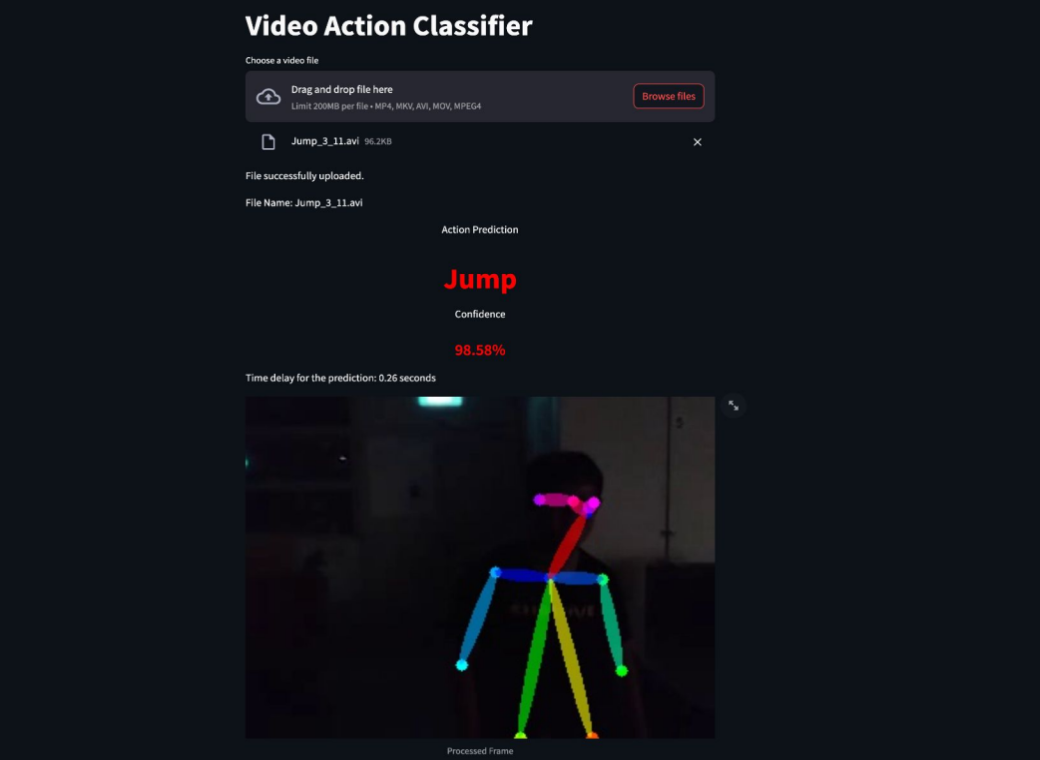 Video Action Classifier
Choose a video file
Drag and drop file here
Limit 200MB per file • MP4, MKV, AVI, MOV, MPEG4
Browse files
Jump_3_11.avi 96.2KB
File successfully uploaded.
File Name: Jump_3_11.avi
Action Prediction
Jump
Confidence
98.58%
Time delay for the prediction: 0.26 seconds
Processed Frame